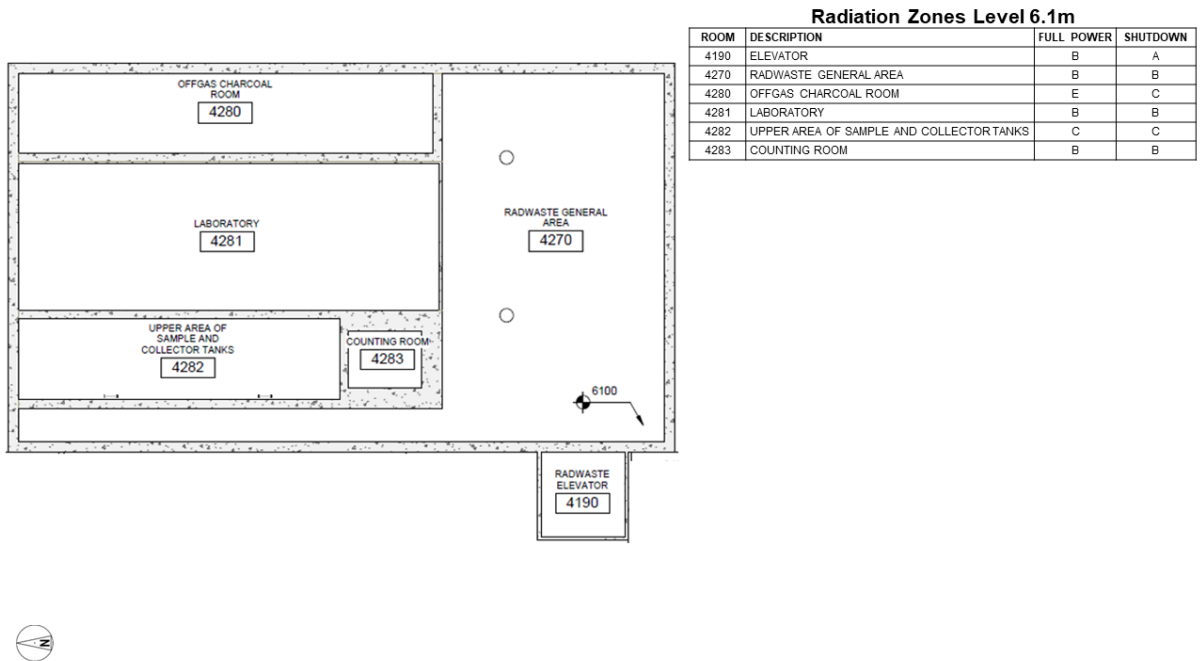 Radiation Zones Level 6.1m
ROOM DESCRIPTION FULL POWER SHUTDOWN
4190 ELEVATOR B A
4270 RADWASTE GENERAL AREA B B
4280 OFFGAS CHARCOAL ROOM E C
4281 LABORATORY B B
4282 UPPER AREA OF SAMPLE AND COLLECTOR TANKS C C
4283 COUNTING ROOM B B
OFFGAS CHARCOAL
ROOM
4280
LABORATORY
4281
RADWASTE GENERAL
AREA
4270
UPPER AREA OF
SAMPLE AND
COLLECTOR TANKS
4282
COUNTING ROOM
4283
6100
RADWASTE
ELEVATOR
4190
N